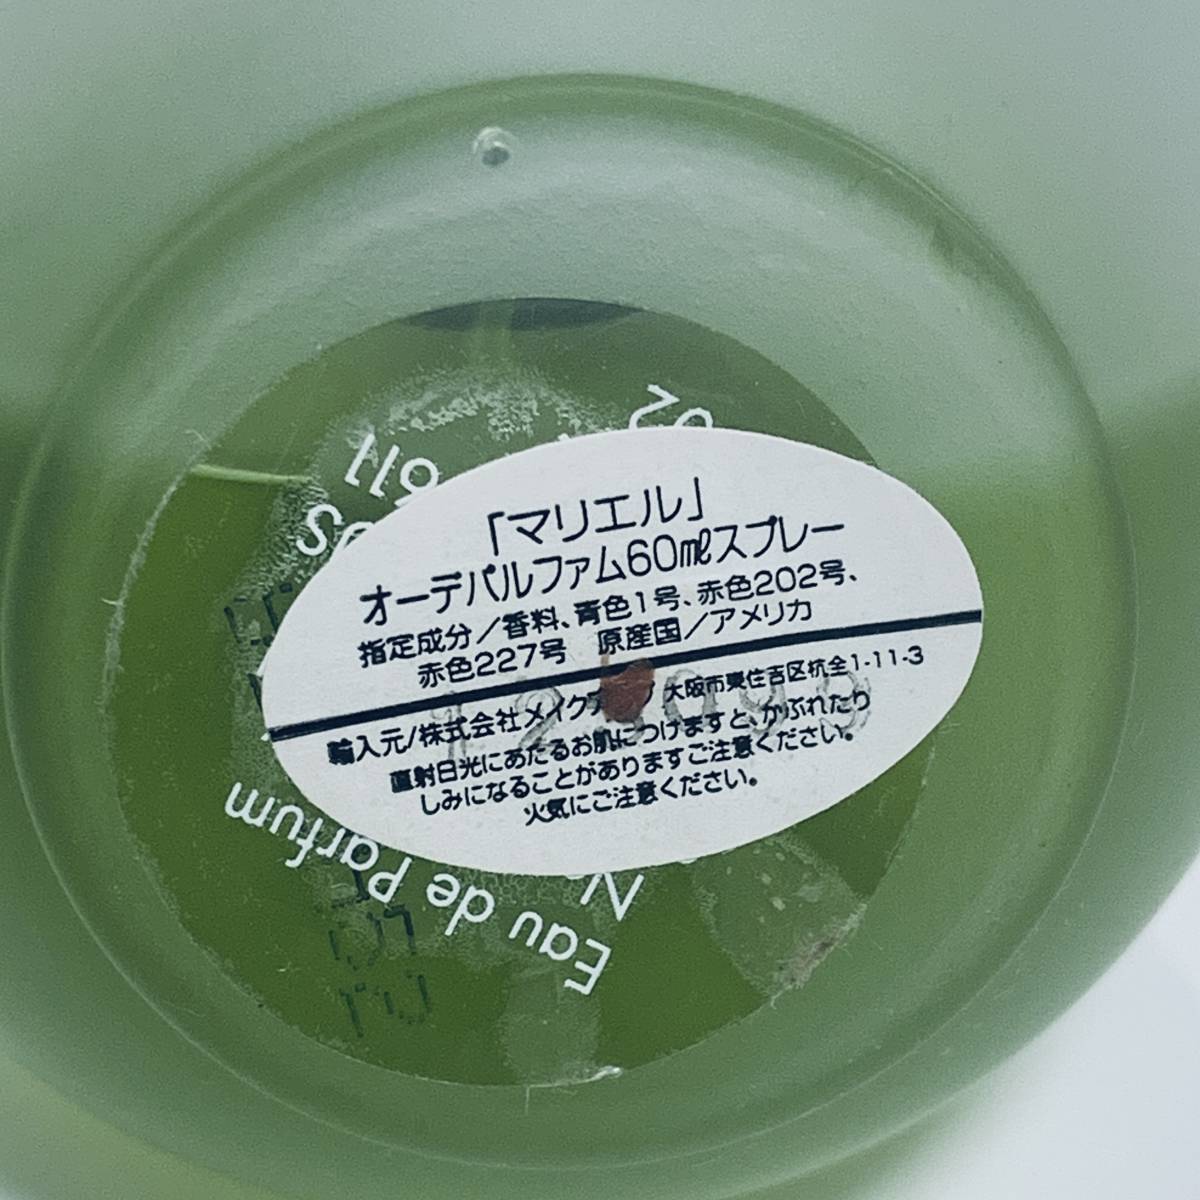 「マリエル」
オーデパルファム60mℓスプレー
指定成分／香料、青色1号、赤色202号、
赤色227号　原産国／アメリカ
輸入元/株式会社メイクア 大阪市東住吉区杭全1-11-3
直射日光にあたるお肌につけますと、かぶれたり
しみになることがありますご注意ください。
火気にご注意ください。
Eau de Parfum